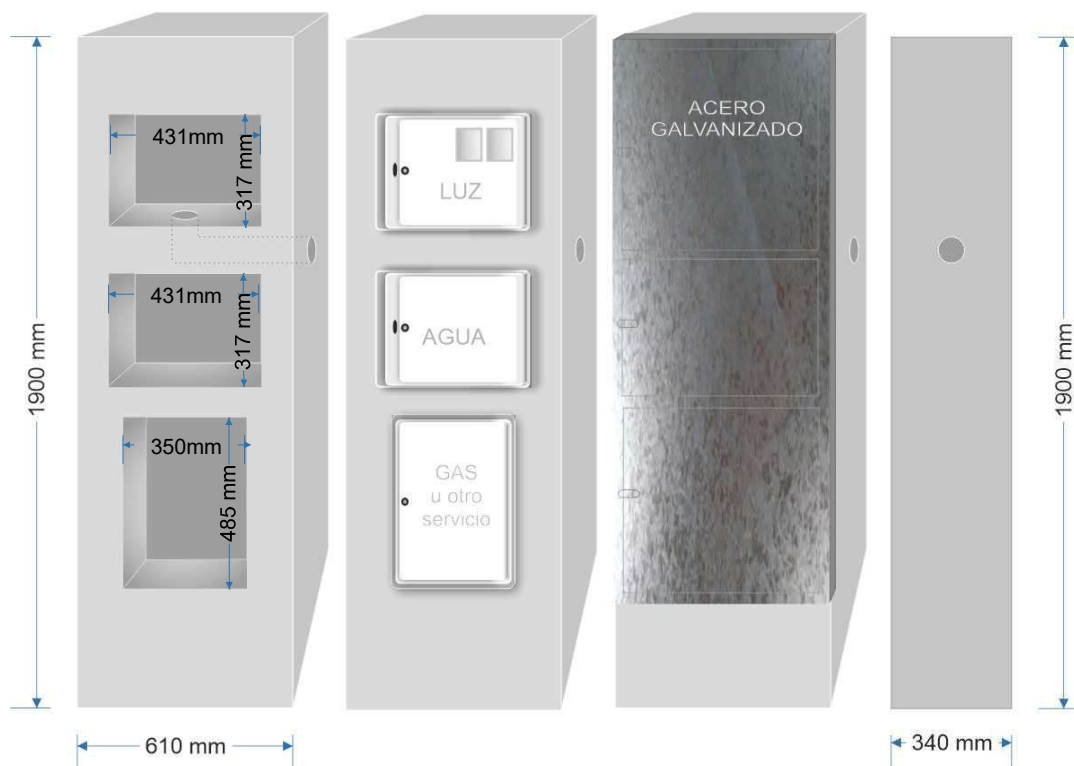 1900 mm
431mm
317 mm
431mm
317 mm
350mm
485 mm
610 mm
LUZ
AGUA
GAS
u otro
servicio
ACERO
GALVANIZADO
340 mm
1900 mm